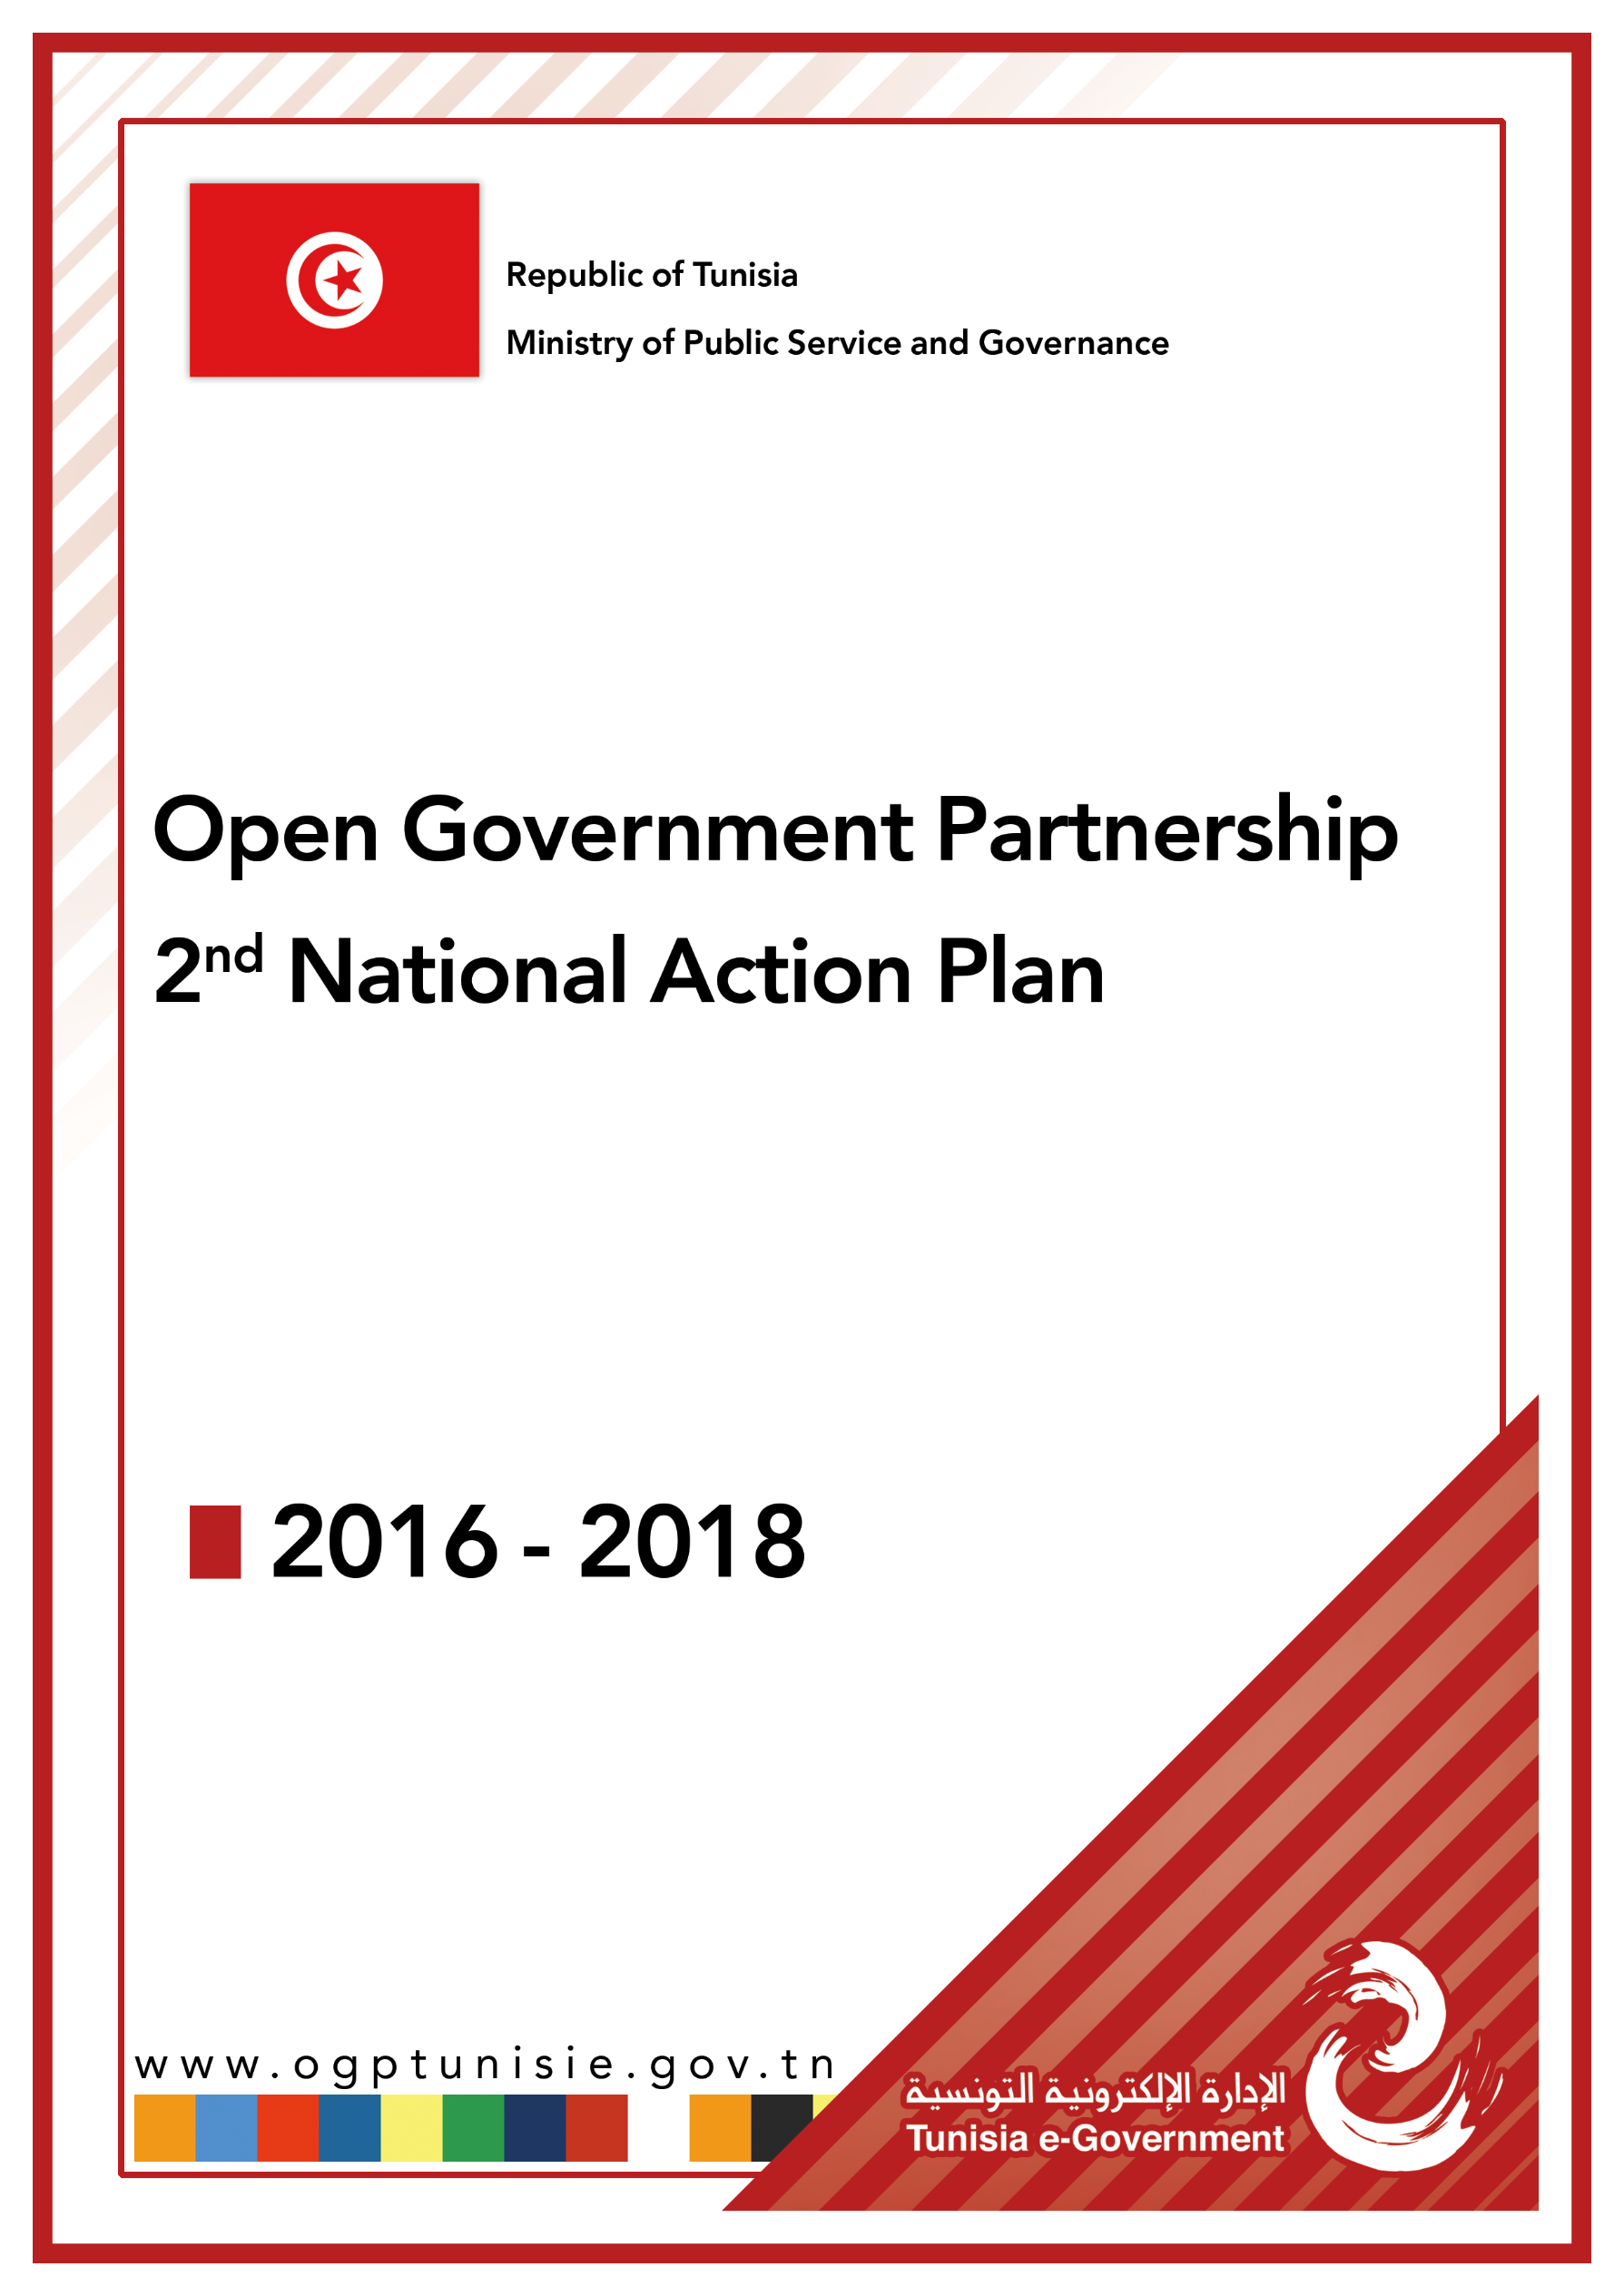 Republic of Tunisia
Ministry of Public Service and Governance
Open Government Partnership
2nd National Action Plan
2016 - 2018
www.ogptunisie.gov.tn
الإدارة الإلكترونية التونسية
Tunisia e-Government